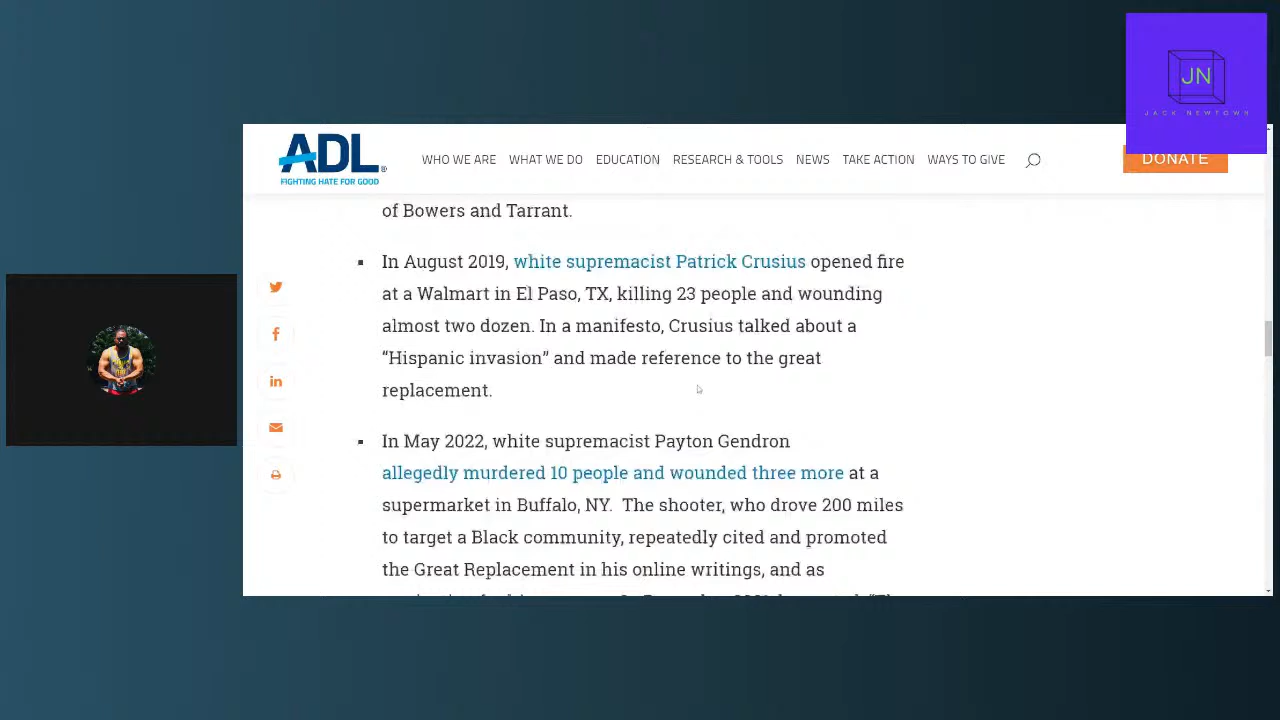 JN
JACK NEWTOWN
ADL
FIGHTING HATE FOR GOOD
WHO WE ARE WHAT WE DO EDUCATION RESEARCH & TOOLS NEWS TAKE ACTION WAYS TO GIVE
DONATE
of Bowers and Tarrant.
▪ In August 2019, white supremacist Patrick Crusius opened fire
at a Walmart in El Paso, TX, killing 23 people and wounding
almost two dozen. In a manifesto, Crusius talked about a
“Hispanic invasion” and made reference to the great
replacement.
▪ In May 2022, white supremacist Payton Gendron
allegedly murdered 10 people and wounded three more at a
supermarket in Buffalo, NY. The shooter, who drove 200 miles
to target a Black community, repeatedly cited and promoted
the Great Replacement in his online writings, and as